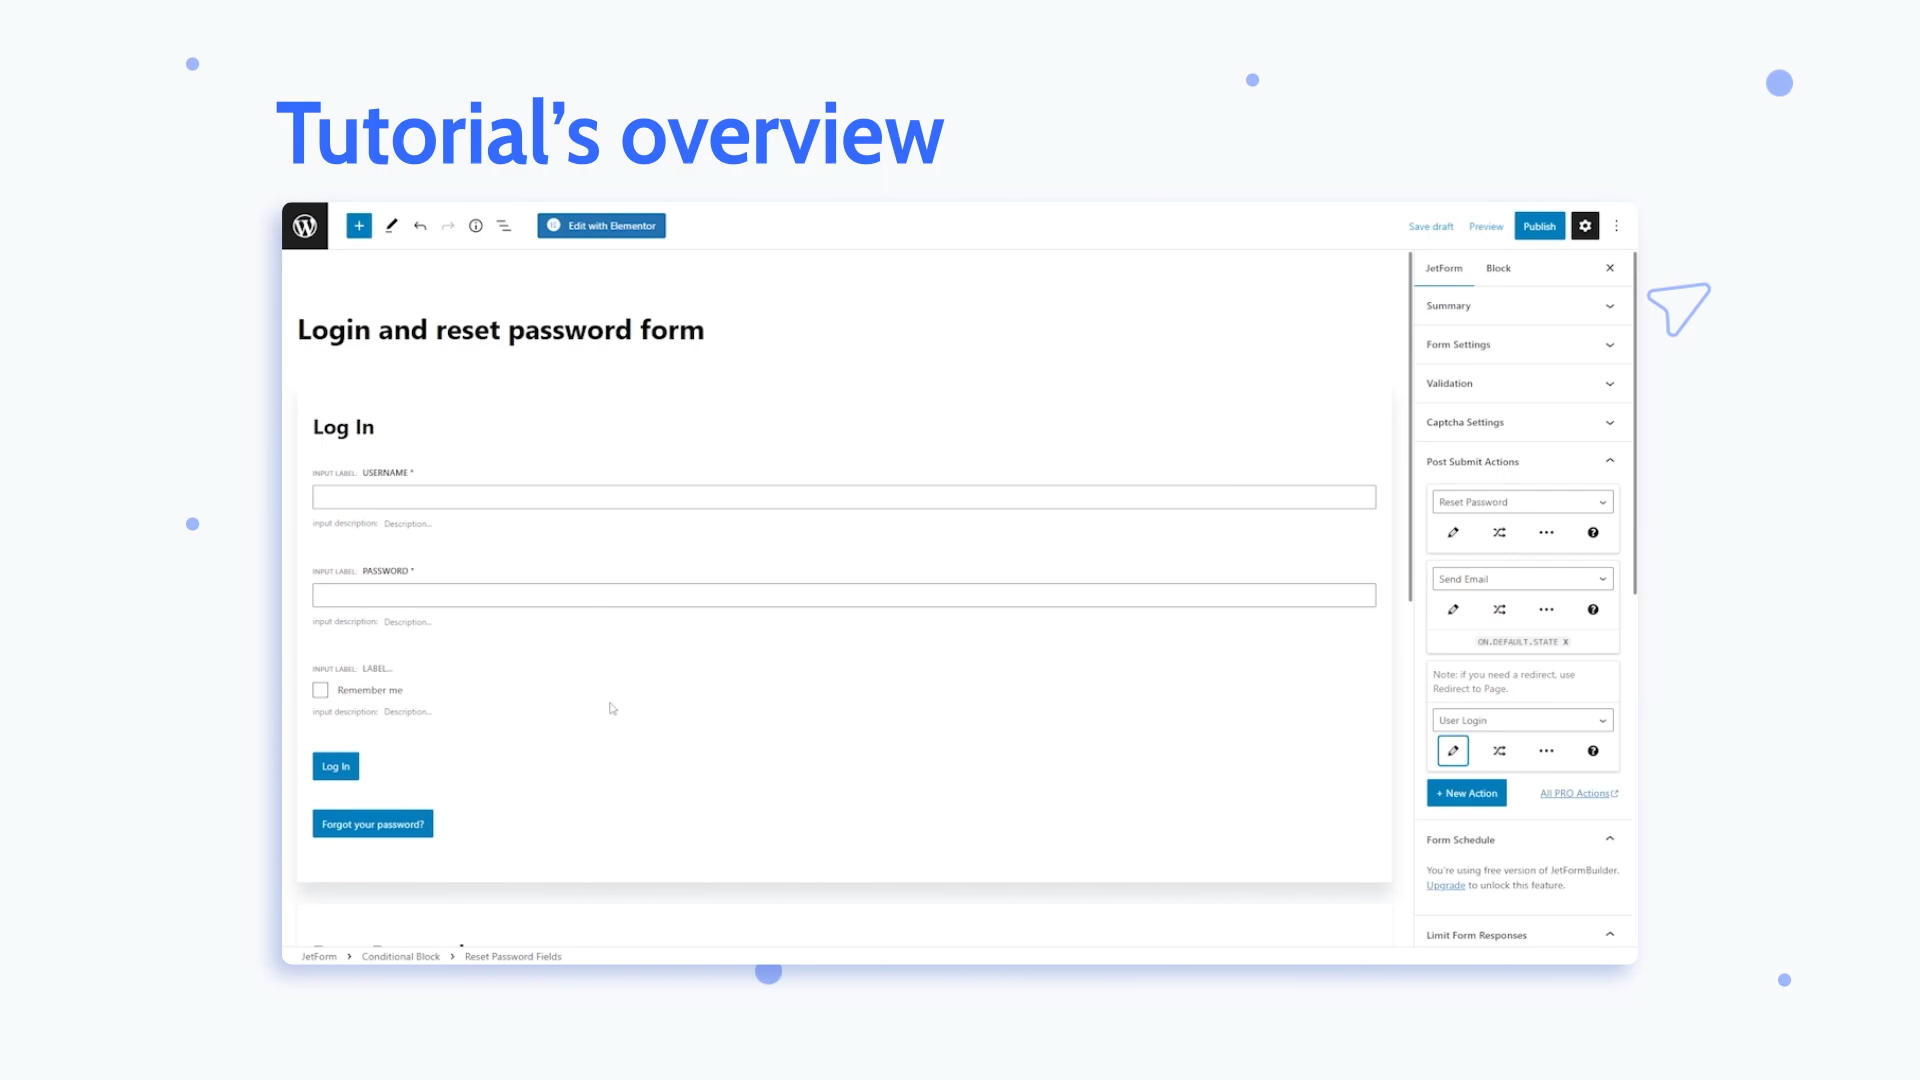 Tutorial's overview
Edit with Elementor
Save draft
Preview
Publish
Login and reset password form
Log In
INPUT LABEL: USERNAME *
input description: Description...
INPUT LABEL: PASSWORD *
input description: Description...
INPUT LABEL: LABEL...
Remember me
input description: Description...
Log In
Forgot your password?
JetForm
Block
Summary
Form Settings
Validation
Captcha Settings
Post Submit Actions
Reset Password
Send Email
ON.DEFAULT.STATE X
Note: if you need a redirect, use
Redirect to Page.
User Login
+ New Action
All PRO Actions
Form Schedule
You're using free version of JetFormBuilder.
Upgrade to unlock this feature.
Limit Form Responses
JetForm > Conditional Block > Reset Password Fields